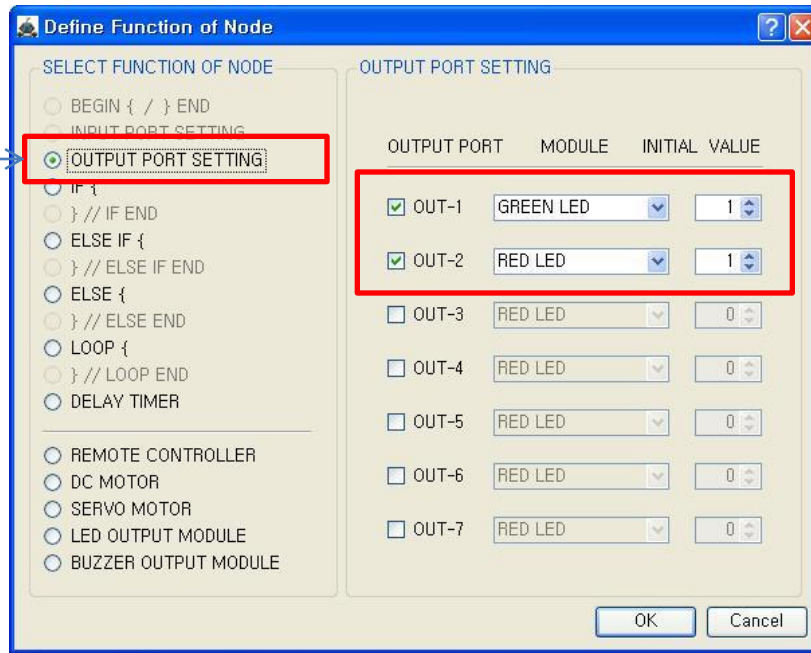 Define Function of Node
SELECT FUNCTION OF NODE
BEGIN { / } END
INPUT PORT SETTING
OUTPUT PORT SETTING
IF {
} // IF END
ELSE IF {
} // ELSE IF END
ELSE {
} // ELSE END
LOOP {
} // LOOP END
DELAY TIMER
REMOTE CONTROLLER
DC MOTOR
SERVO MOTOR
LED OUTPUT MODULE
BUZZER OUTPUT MODULE
OUTPUT PORT SETTING
OUTPUT PORT MODULE INITIAL VALUE
OUT-1 GREEN LED 1
OUT-2 RED LED 1
OUT-3 RED LED 0
OUT-4 RED LED 0
OUT-5 RED LED 0
OUT-6 RED LED 0
OUT-7 RED LED 0
OK Cancel